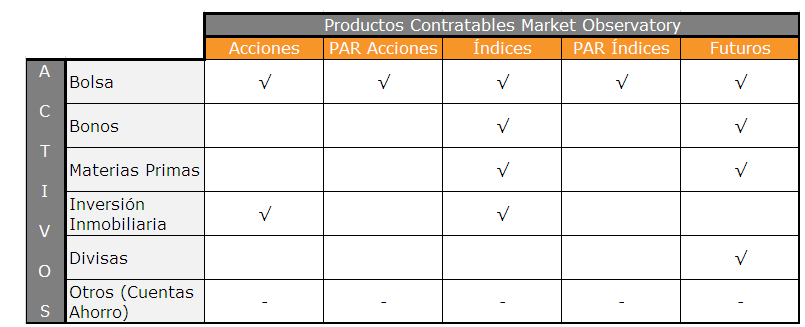 Productos Contratables Market Observatory
Acciones PAR Acciones Índices PAR Índices Futuros
A C T I V O S
Bolsa √ √ √ √ √
Bonos √ √
Materias Primas √ √
Inversión
Inmobiliaria √ √
Divisas √
Otros (Cuentas
Ahorro) - - - - -